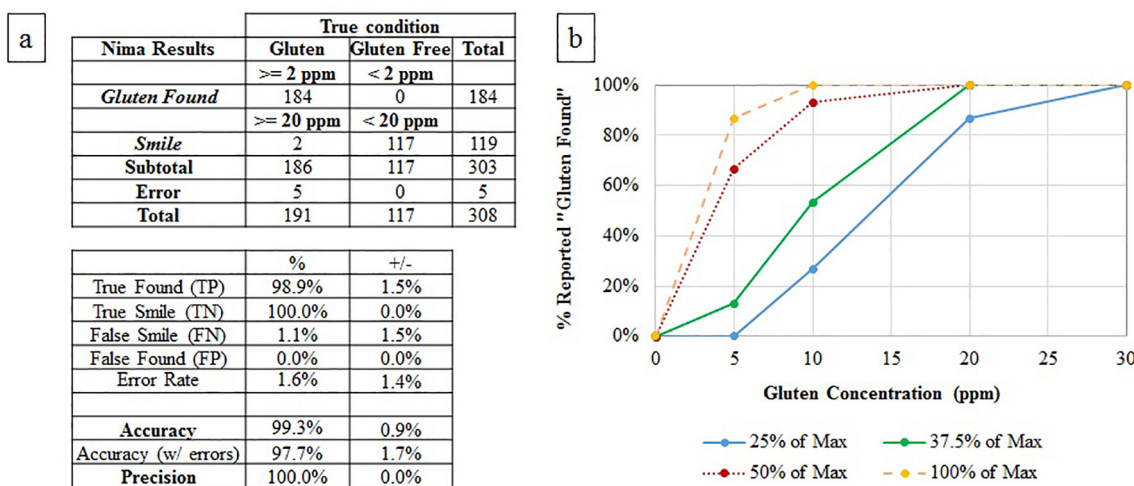 a
True condition
Nima Results Gluten Gluten Free Total
>= 2 ppm < 2 ppm
Gluten Found 184 0 184
>= 20 ppm < 20 ppm
Smile 2 117 119
Subtotal 186 117 303
Error 5 0 5
Total 191 117 308
% +/-
True Found (TP) 98.9% 1.5%
True Smile (TN) 100.0% 0.0%
False Smile (FN) 1.1% 1.5%
False Found (FP) 0.0% 0.0%
Error Rate 1.6% 1.4%
Accuracy 99.3% 0.9%
Accuracy (w/ errors) 97.7% 1.7%
Precision 100.0% 0.0%
b
% Reported "Gluten Found"
100%
80%
60%
40%
20%
0%
0 5 10 15 20 25 30
Gluten Concentration (ppm)
25% of Max 37.5% of Max
50% of Max 100% of Max